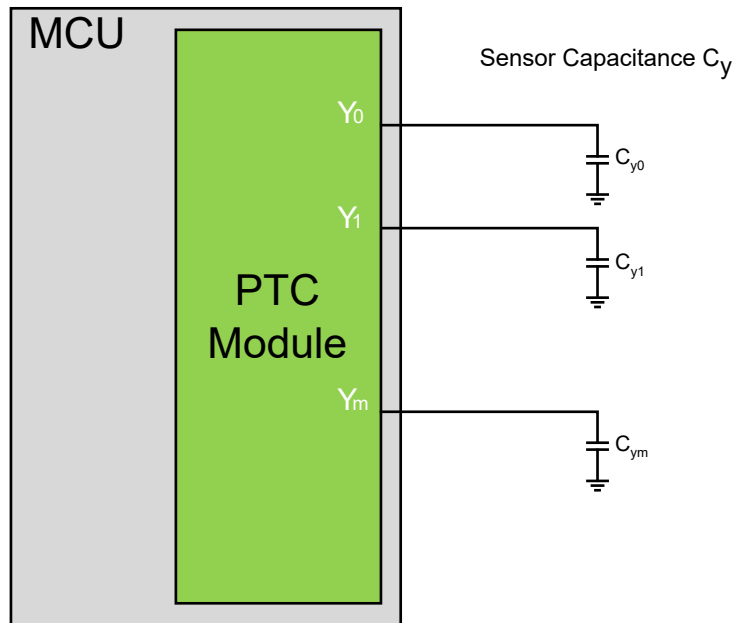 MCU
Sensor Capacitance Cy
Y0
Cy0
Y1
Cy1
PTC
Module
Ym
Cym